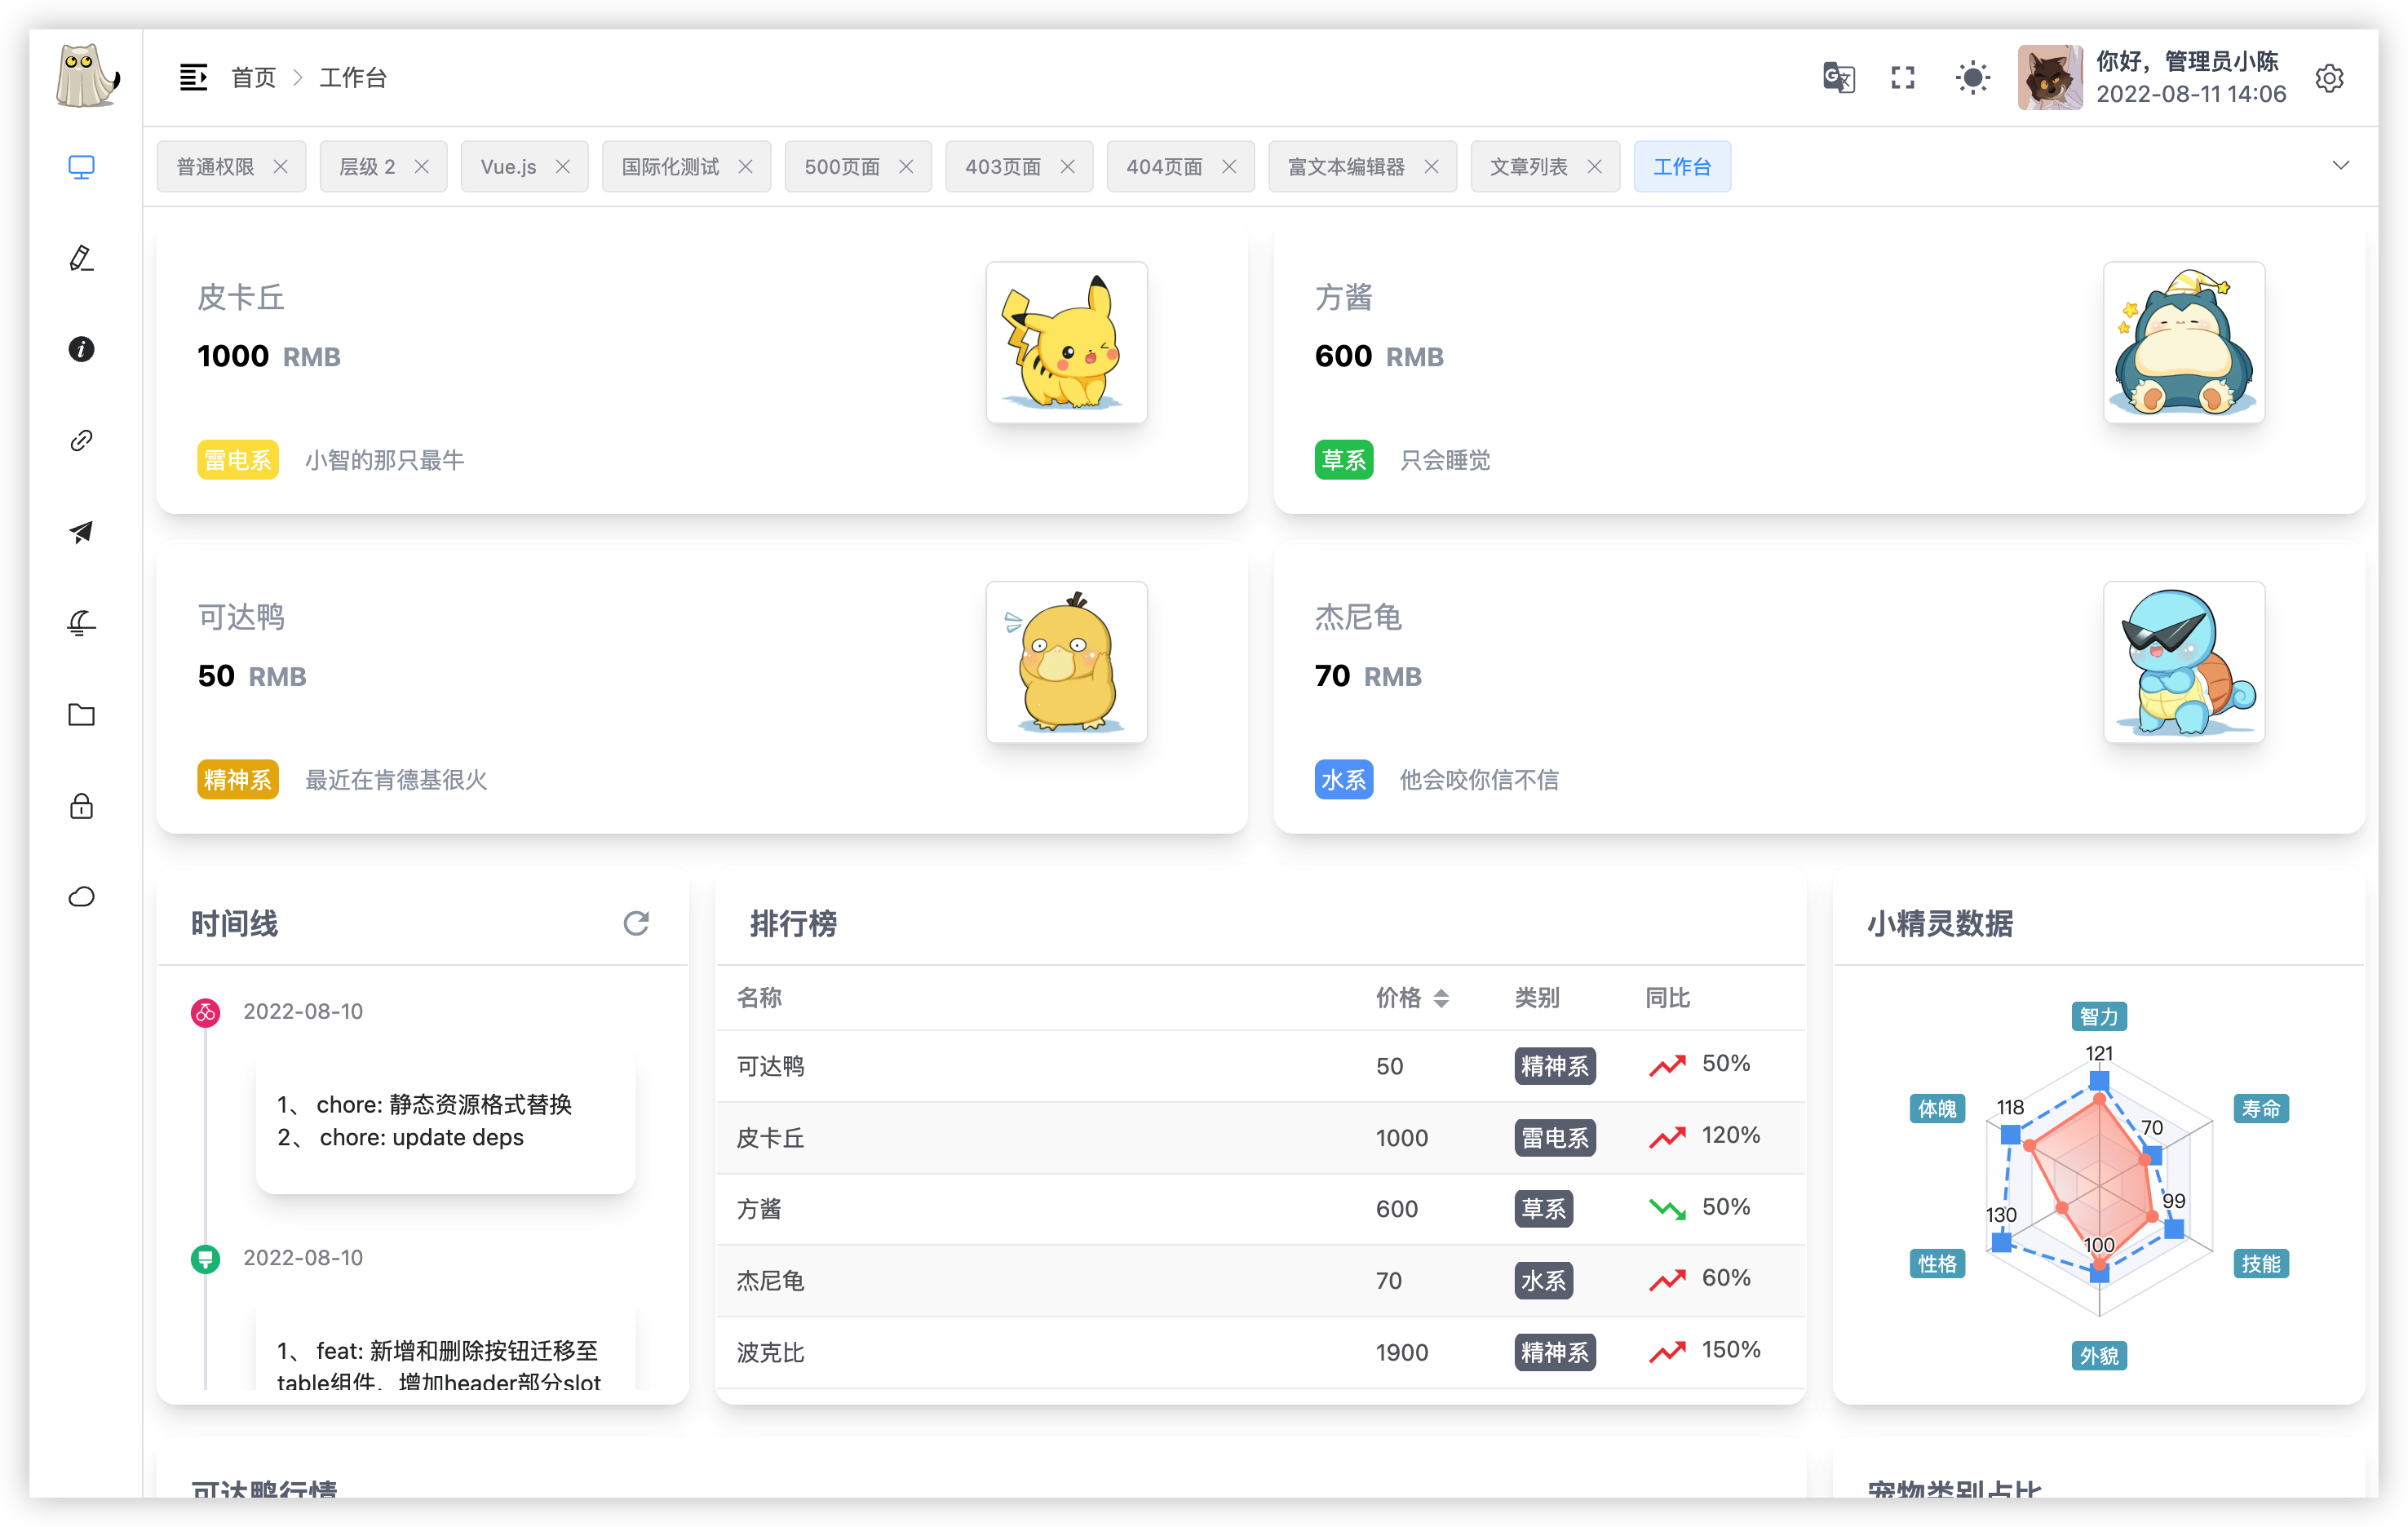 首页 > 工作台
你好，管理员小陈
2022-08-11 14:06
普通权限 层级 2 Vue.js 国际化测试 500页面 403页面 404页面 富文本编辑器 文章列表 工作台
皮卡丘
1000 RMB
雷电系 小智的那只最牛
方酱
600 RMB
草系 只会睡觉
可达鸭
50 RMB
精神系 最近在肯德基很火
杰尼龟
70 RMB
水系 他会咬你信不信
时间线
2022-08-10
1、 chore: 静态资源格式替换
2、 chore: update deps
2022-08-10
1、 feat: 新增和删除按钮迁移至
table组件，增加header部分slot
排行榜
名称 价格 类别 同比
可达鸭 50 精神系 50%
皮卡丘 1000 雷电系 120%
方酱 600 草系 50%
杰尼龟 70 水系 60%
波克比 1900 精神系 150%
小精灵数据
智力
121
体魄 118 70 寿命
130 99
性格 100 技能
外貌
可达鸭行情
宠物类别占比